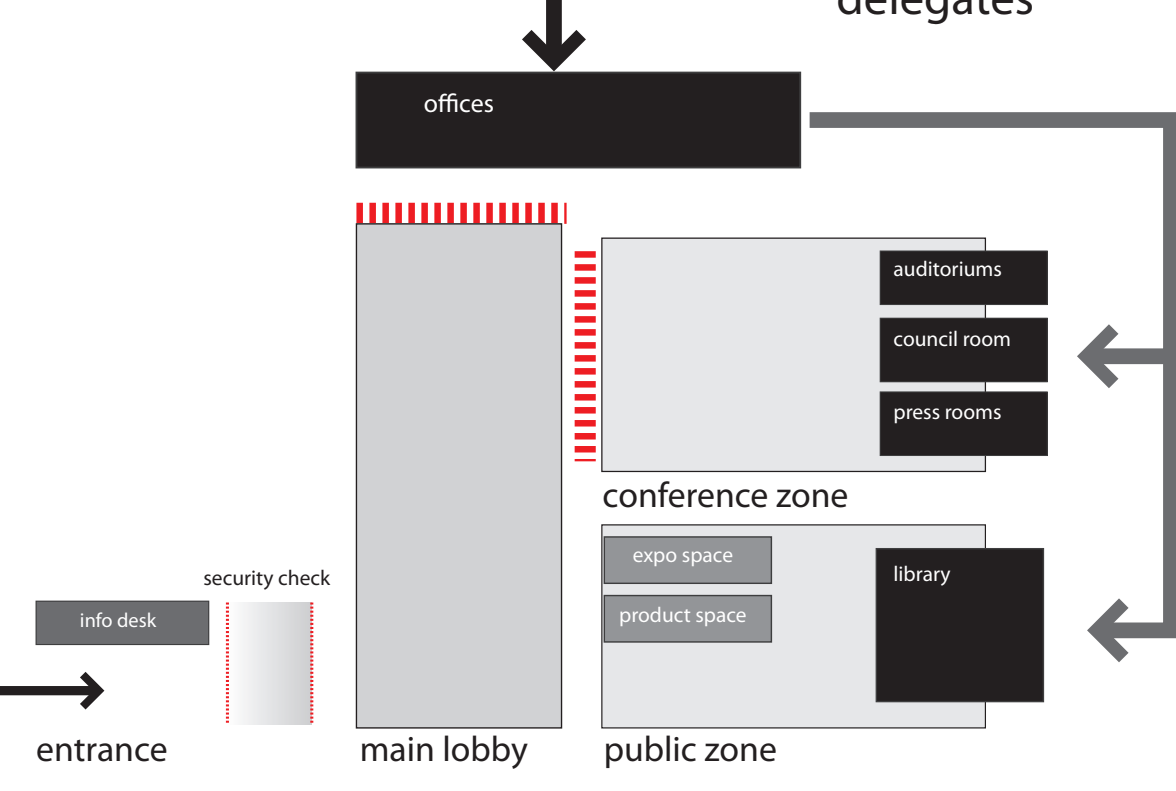 delegates
offices
auditoriums
council room
press rooms
conference zone
expo space
library
security check
product space
info desk
entrance
main lobby
public zone